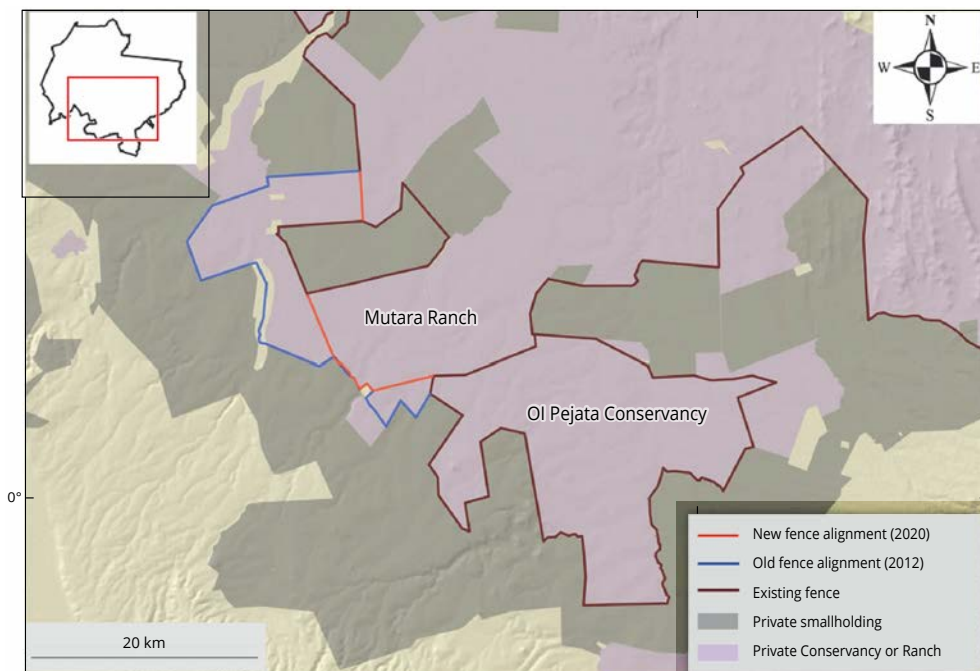 N
W
E
S
Mutara Ranch
Ol Pejata Conservancy
0°
New fence alignment (2020)
Old fence alignment (2012)
Existing fence
Private smallholding
Private Conservancy or Ranch
20 km